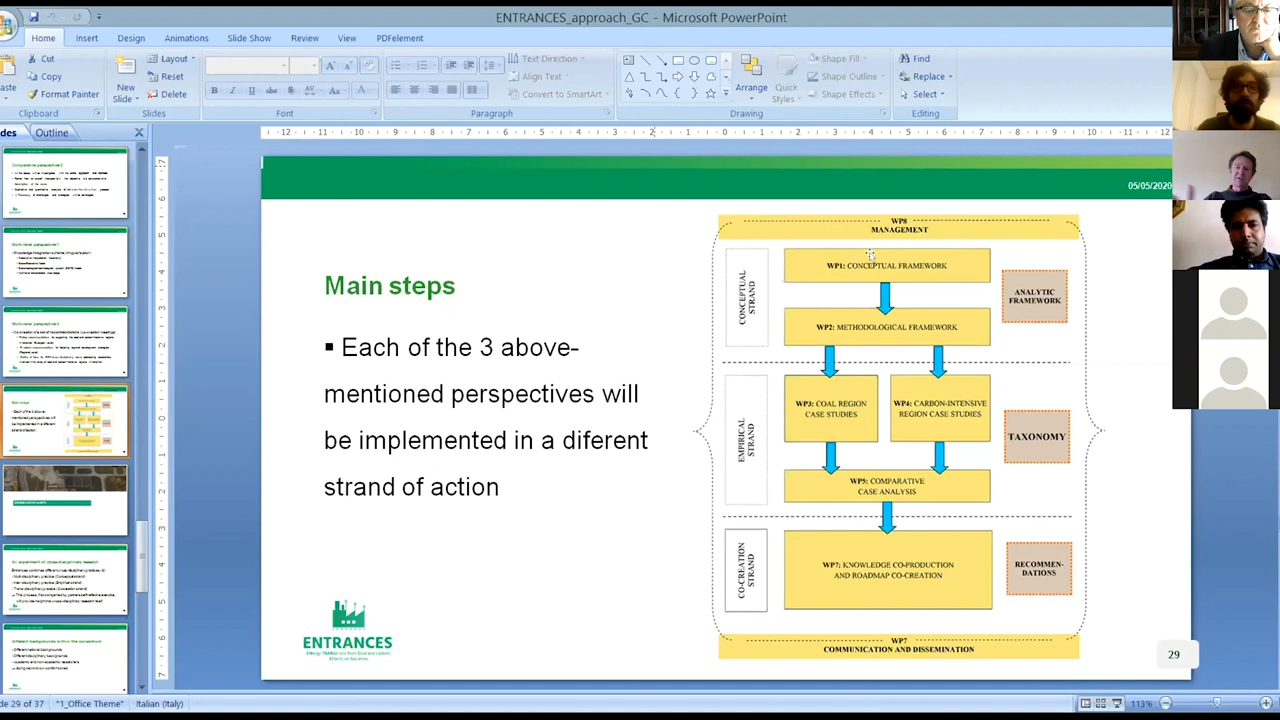 ENTRANCES_approach_GC - Microsoft PowerPoint
Home Insert Design Animations Slide Show Review View PDFelement
Cut
Copy
Format Painter
Clipboard
New Slide
Layout
Reset
Delete
Slides
Font
Text Direction
Align Text
Convert to SmartArt
Paragraph
Arrange
Quick Styles
Shape Fill
Shape Outline
Shape Effects
Drawing
Find
Replace
Select
Editing
Outline
05/05/2020
Main steps
▪ Each of the 3 above-
mentioned perspectives will
be implemented in a diferent
strand of action
WP8
MANAGEMENT
CONCEPTUAL
STRAND
WP1: CONCEPTUAL FRAMEWORK
WP2: METHODOLOGICAL FRAMEWORK
ANALYTIC
FRAMEWORK
EMPIRICAL
STRAND
WP3: COAL REGION
CASE STUDIES
WP4: CARBON-INTENSIVE
REGION CASE STUDIES
WP5: COMPARATIVE
CASE ANALYSIS
TAXONOMY
CO-CREATION
STRAND
WP7: KNOWLEDGE CO-PRODUCTION
AND ROADMAP CO-CREATION
RECOMMEN-
DATIONS
WP7
COMMUNICATION AND DISSEMINATION
ENTRANCES
29
29 of 37
"1_Office Theme"
Italian (Italy)
113%